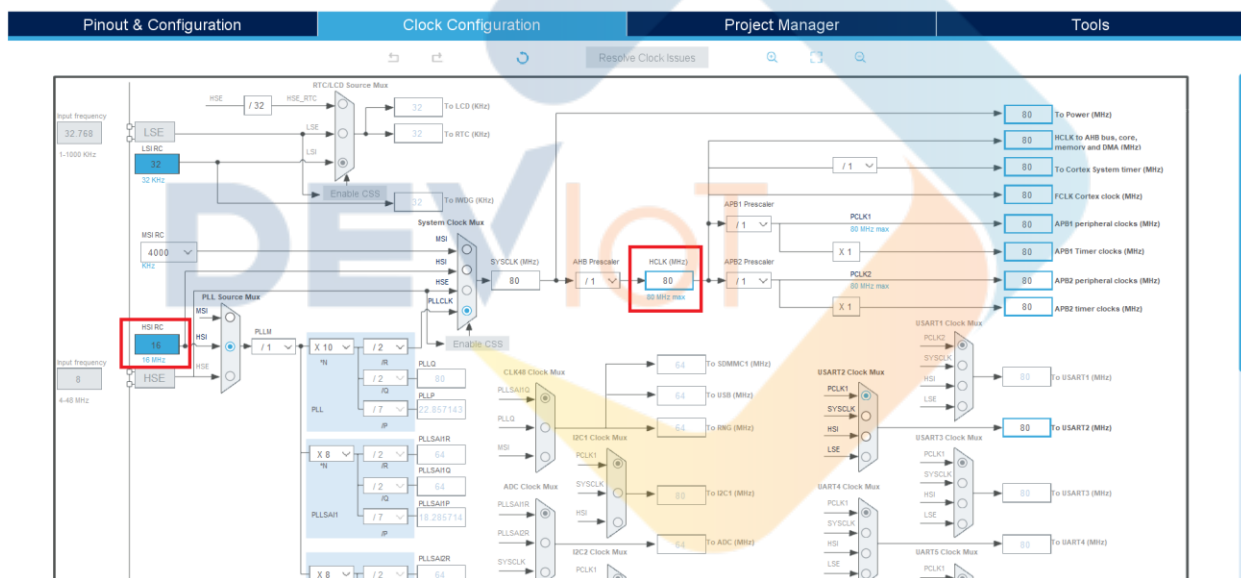 Pinout & Configuration
Clock Configuration
Project Manager
Tools
Resolve Clock Issues
RTC/LCD Source Mux
HSE
/ 32
HSE_RTC
32
To LCD (KHz)
Input frequency
32.768
1-1000 KHz
LSE
LSE
32
To RTC (KHz)
LSI RC
32
32 KHz
LSI
Enable CSS
32
To IWDG (KHz)
80
To Power (MHz)
80
HCLK to AHB bus, core,
memory and DMA (MHz)
/ 1
80
To Cortex System timer (MHz)
80
FCLK Cortex clock (MHz)
DEVIoT
System Clock Mux
MSI RC
4000
KHz
MSI
HSI
HSE
PLLCLK
SYSCLK (MHz)
80
AHB Prescaler
/ 1
HCLK (MHz)
80
80 MHz max
APB1 Prescaler
/ 1
PCLK1
80 MHz max
80
APB1 peripheral clocks (MHz)
X 1
80
APB1 Timer clocks (MHz)
APB2 Prescaler
/ 1
PCLK2
80 MHz max
80
APB2 peripheral clocks (MHz)
X 1
80
APB2 timer clocks (MHz)
PLL Source Mux
MSI
HSI
HSE
HSI RC
16
16 MHz
Input frequency
8
4-48 MHz
HSE
PLLM
/ 1
X 10
*N
/ 2
/R
PLLQ
/ 2
80
/Q
PLLP
PLL
/ 7
22.857143
/P
Enable CSS
PLLSAI1R
X 8
/ 2
64
*N
/R
PLLSAI1Q
/ 2
64
/Q
PLLSAI1P
PLLSAI1
/ 7
18.285714
/P
PLLSAI2R
X 8
/ 2
64
CLK48 Clock Mux
PLLSAI1Q
PLLQ
MSI
64
To SDMMC1 (MHz)
64
To USB (MHz)
64
To RNG (MHz)
I2C1 Clock Mux
PCLK1
SYSCLK
HSI
80
To I2C1 (MHz)
ADC Clock Mux
PLLSAI1R
PLLSAI2R
SYSCLK
64
To ADC (MHz)
I2C2 Clock Mux
PCLK1
USART1 Clock Mux
PCLK2
SYSCLK
HSI
LSE
80
To USART1 (MHz)
USART2 Clock Mux
PCLK1
SYSCLK
HSI
LSE
80
To USART2 (MHz)
USART3 Clock Mux
PCLK1
SYSCLK
HSI
LSE
80
To USART3 (MHz)
UART4 Clock Mux
PCLK1
SYSCLK
HSI
LSE
80
To UART4 (MHz)
UART5 Clock Mux
PCLK1